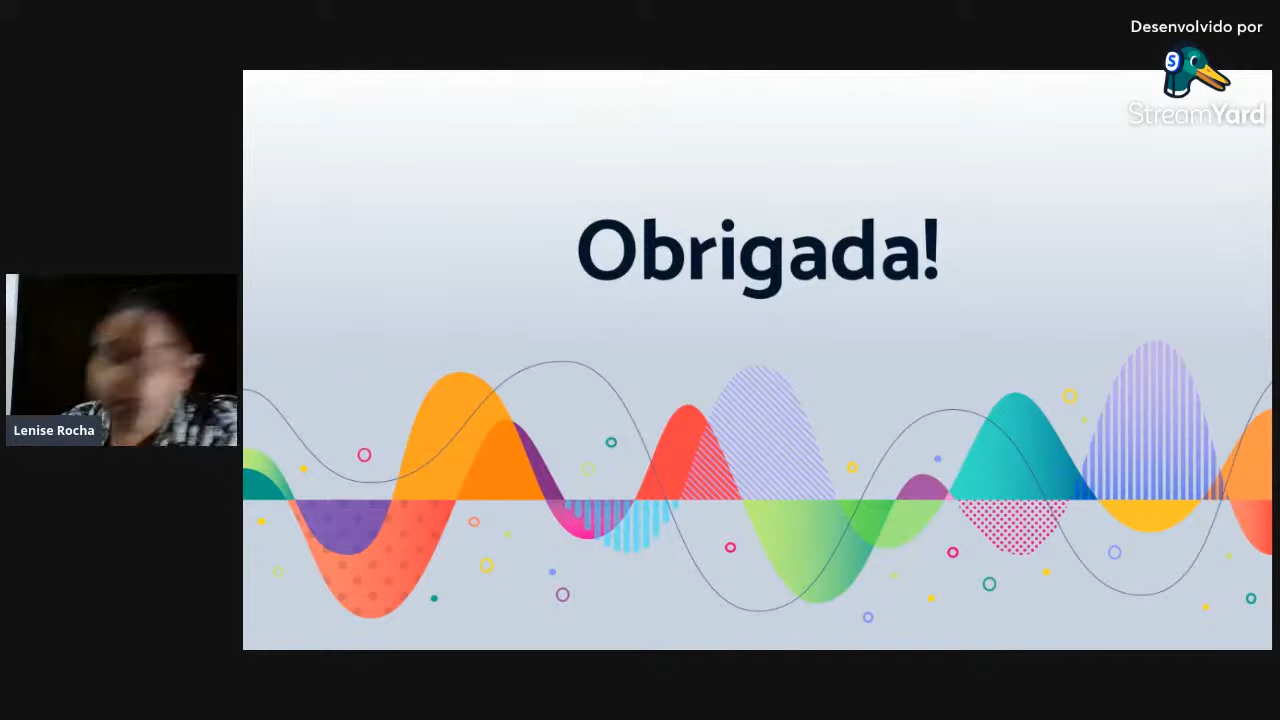 Desenvolvido por
S
StreamYard
Obrigada!
Lenise Rocha